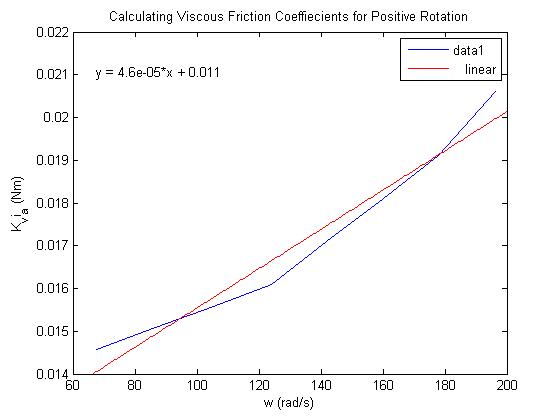 Calculating Viscous Friction Coeffiecients for Positive Rotation
0.022
0.021
0.02
0.019
0.018
0.017
0.016
0.015
0.014
y = 4.6e-05*x + 0.011
data1
linear
K_v i_a (Nm)
60
80
100
120
140
160
180
200
w (rad/s)